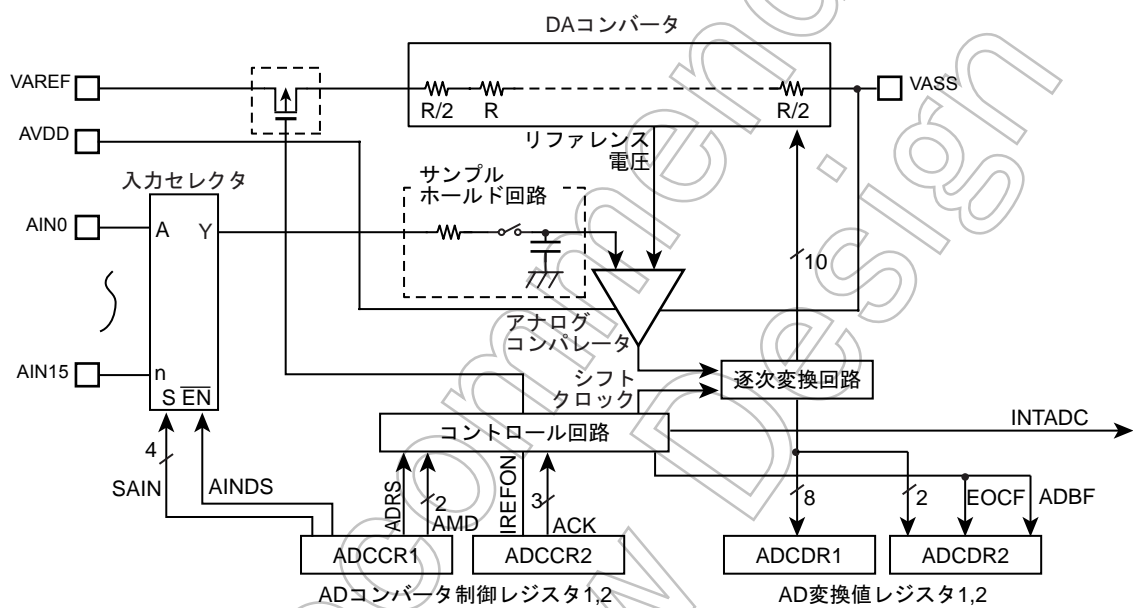 DAコンバータ
VAREF
VASS
R/2
R
R/2
AVDD
リファレンス
電圧
入力セレクタ
サンプル
ホールド回路
AIN0
A
Y
10
アナログ
コンパレータ
AIN15
n
S EN
シフト
クロック
逐次変換回路
コントロール回路
INTADC
4
SAIN
AINDS
ADRS
2
AMD
IREFON
3
ACK
8
2
EOCF
ADBF
ADCCR1
ADCCR2
ADCDR1
ADCDR2
ADコンバータ制御レジスタ1,2
AD変換値レジスタ1,2